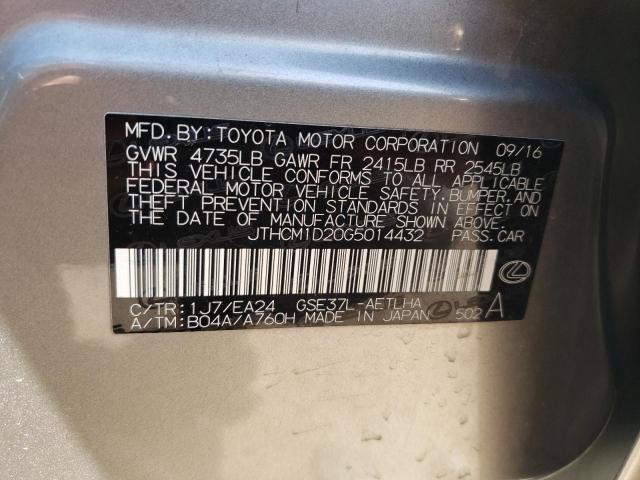 MFD. BY: TOYOTA MOTOR CORPORATION 09/16
GVWR 4735LB GAWR FR 2415LB RR 2545LB
THIS VEHICLE CONFORMS TO ALL APPLICABLE
FEDERAL MOTOR VEHICLE SAFETY, BUMPER, AND
THEFT PREVENTION STANDARDS IN EFFECT ON
THE DATE OF MANUFACTURE SHOWN ABOVE.
JTHCM1D20G5014432 PASS.CAR
C/TR: 1J7/EA24 GSE37L-AETLHA
A/TM: B04A/A760H MADE IN JAPAN 502 A